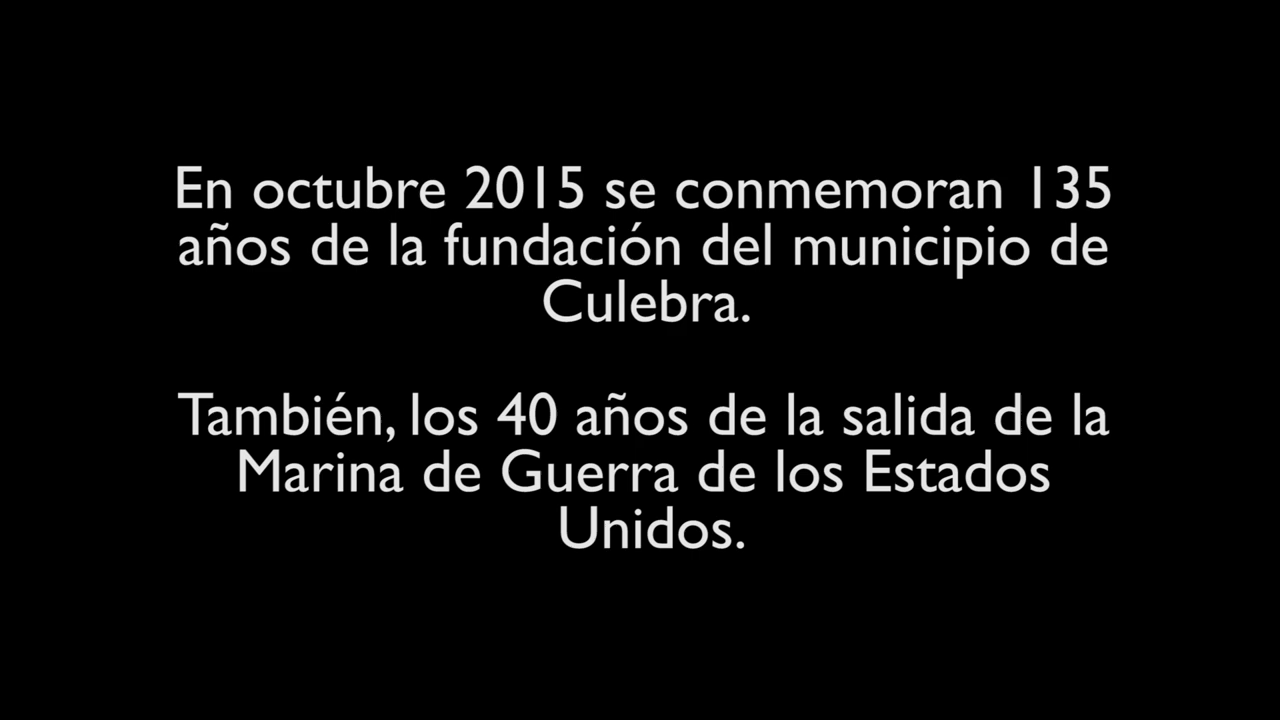 En octubre 2015 se conmemoran 135
años de la fundación del municipio de
Culebra.
También, los 40 años de la salida de la
Marina de Guerra de los Estados
Unidos.